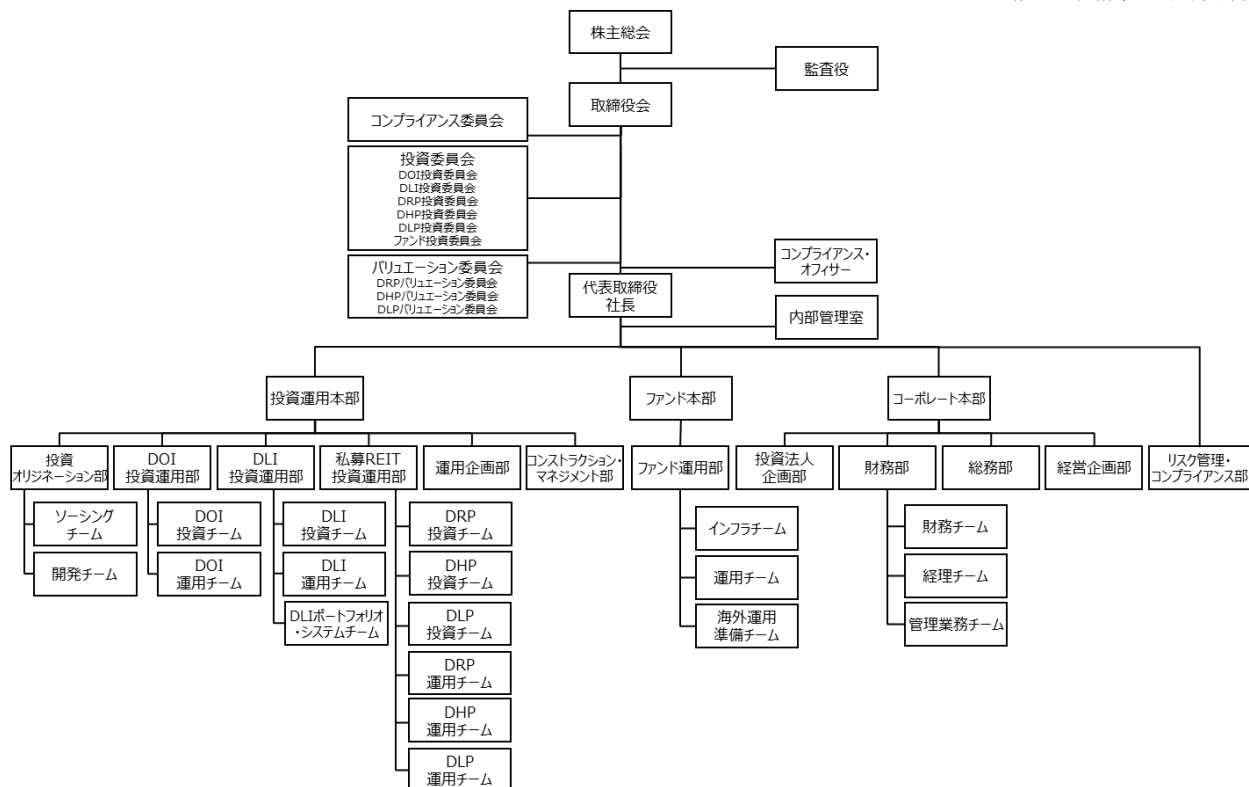 株主総会
監査役
取締役会
コンプライアンス委員会
投資委員会
DOI投資委員会
DLI投資委員会
DRP投資委員会
DHP投資委員会
DLP投資委員会
ファンド投資委員会
バリュエーション委員会
DRPバリュエーション委員会
DHPバリュエーション委員会
DLPバリュエーション委員会
コンプライアンス・
オフィサー
代表取締役
社長
内部管理室
投資運用本部
ファンド本部
コーポレート本部
投資
オリジネーション部
DOI
投資運用部
DLI
投資運用部
私募REIT
投資運用部
運用企画部
コンストラクション・
マネジメント部
ファンド運用部
投資法人
企画部
財務部
総務部
経営企画部
リスク管理・
コンプライアンス部
ソーシング
チーム
開発チーム
DOI
投資チーム
DOI
運用チーム
DLI
投資チーム
DLI
運用チーム
DLIポートフォリオ
・システムチーム
DRP
投資チーム
DHP
投資チーム
DLP
投資チーム
DRP
運用チーム
DHP
運用チーム
DLP
運用チーム
インフラチーム
運用チーム
海外運用
準備チーム
財務チーム
経理チーム
管理業務チーム